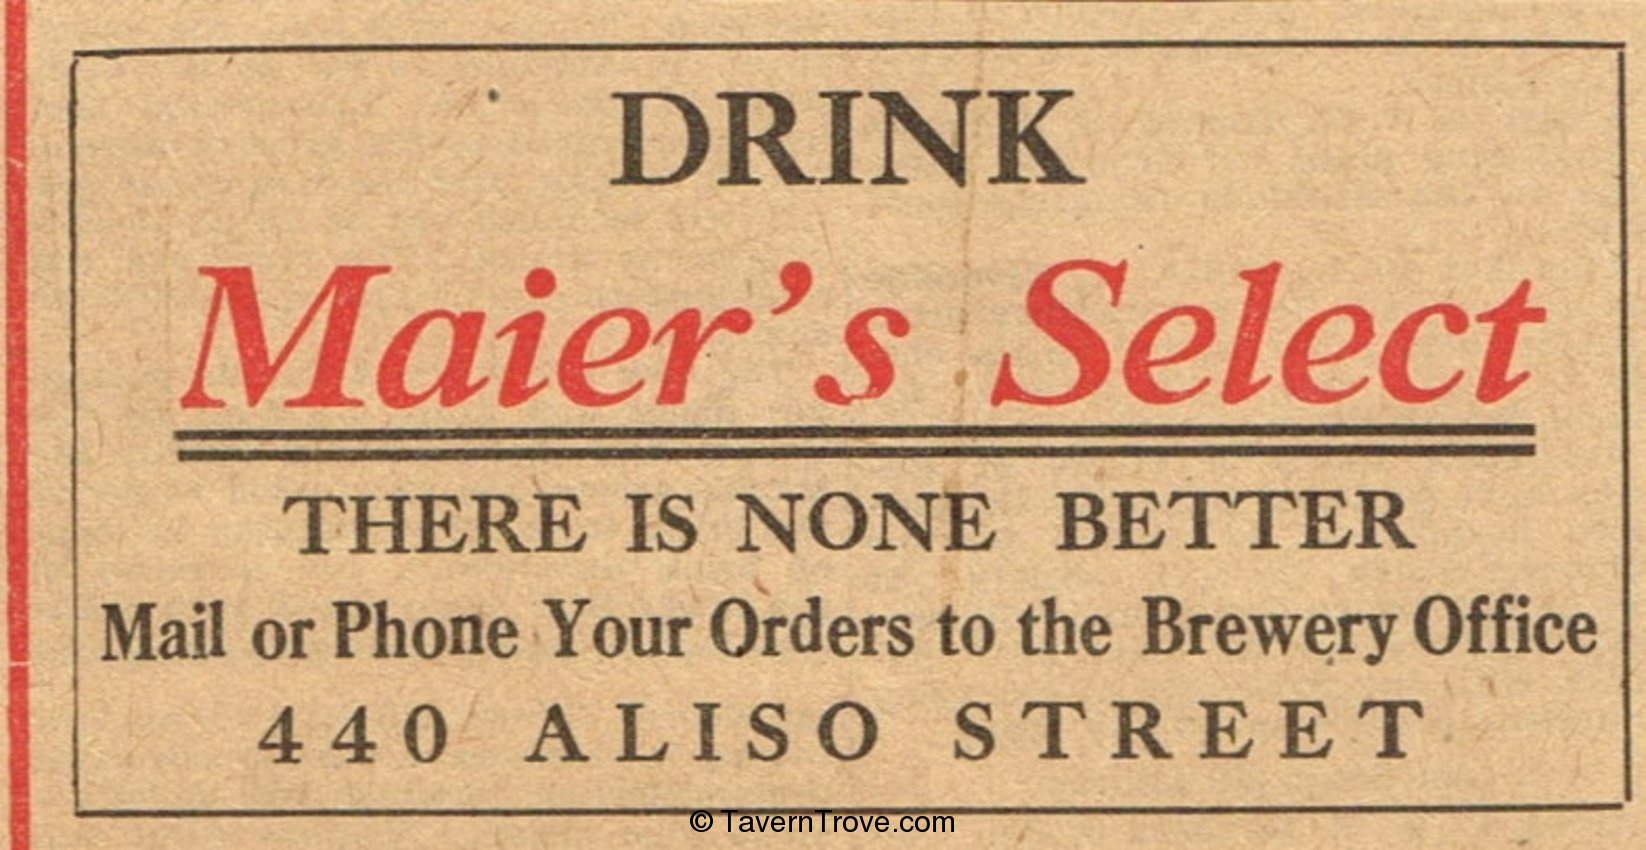 DRINK
Maier's Select
THERE IS NONE BETTER
Mail or Phone Your Orders to the Brewery Office
440 ALISO STREET
© TavernTrove.com